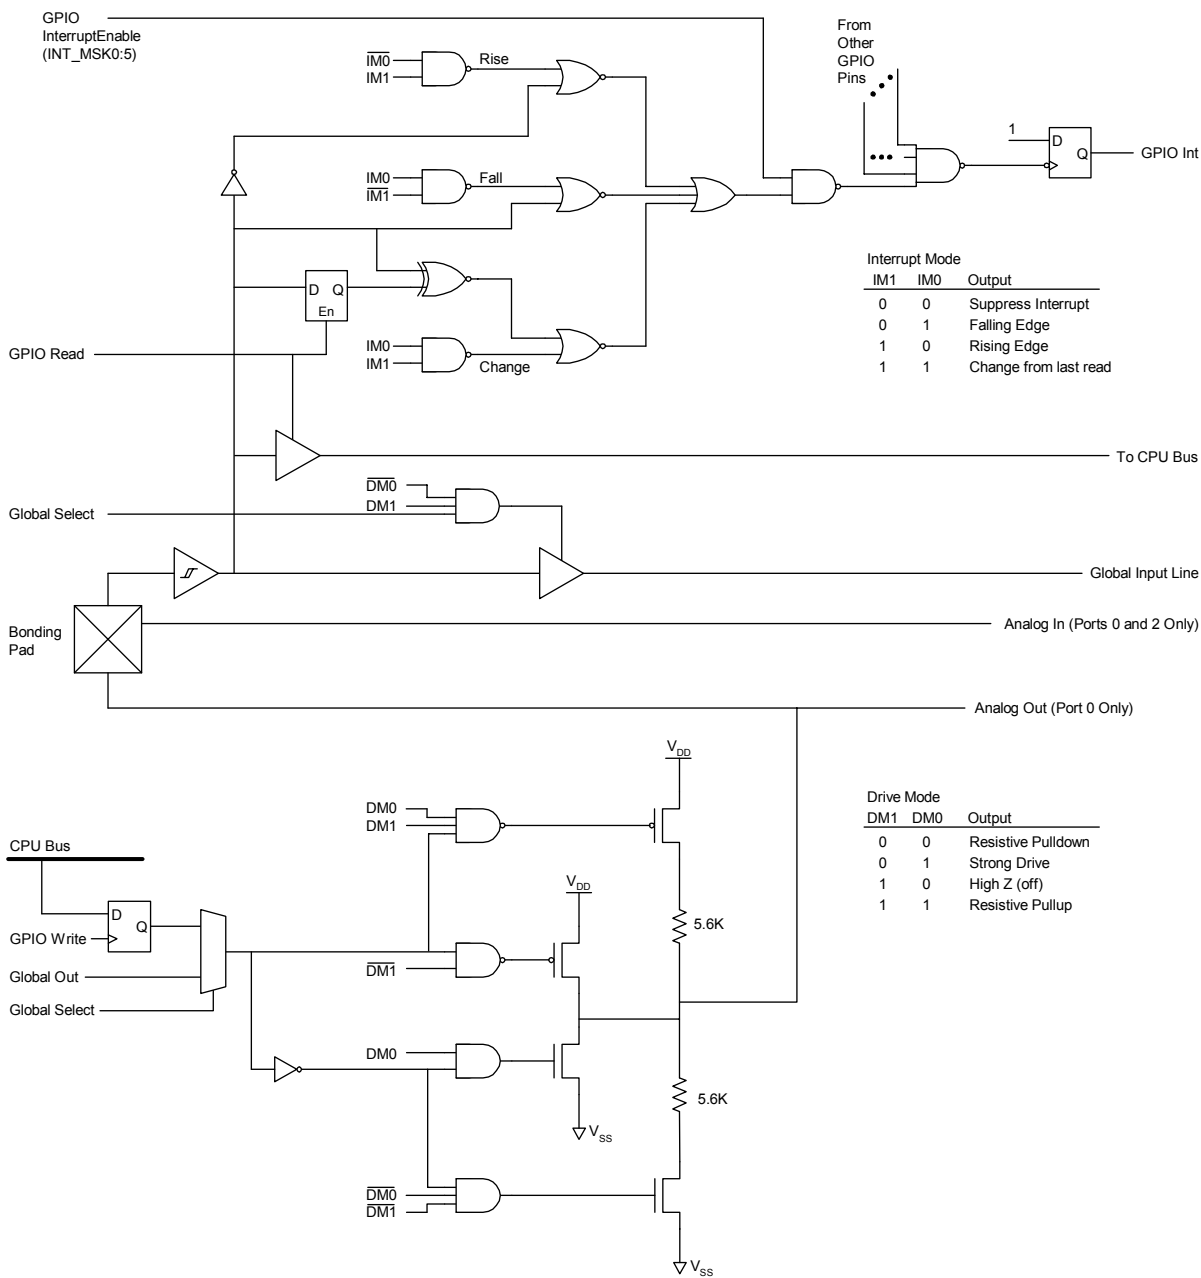 GPIO
InterruptEnable
(INT_MSK0:5)
From
Other
GPIO
Pins
IM0
IM1
Rise
1
D
Q
GPIO Int
IM0
IM1
Fall
Interrupt Mode
IM1 IM0 Output
0 0 Suppress Interrupt
0 1 Falling Edge
1 0 Rising Edge
1 1 Change from last read
D Q
En
GPIO Read
IM0
IM1
Change
To CPU Bus
DM0
DM1
Global Select
Global Input Line
Bonding
Pad
Analog In (Ports 0 and 2 Only)
Analog Out (Port 0 Only)
VDD
DM0
DM1
Drive Mode
DM1 DM0 Output
0 0 Resistive Pulldown
0 1 Strong Drive
1 0 High Z (off)
1 1 Resistive Pullup
CPU Bus
VDD
D
Q
5.6K
GPIO Write
DM1
Global Out
Global Select
DM0
5.6K
VSS
DM0
DM1
VSS